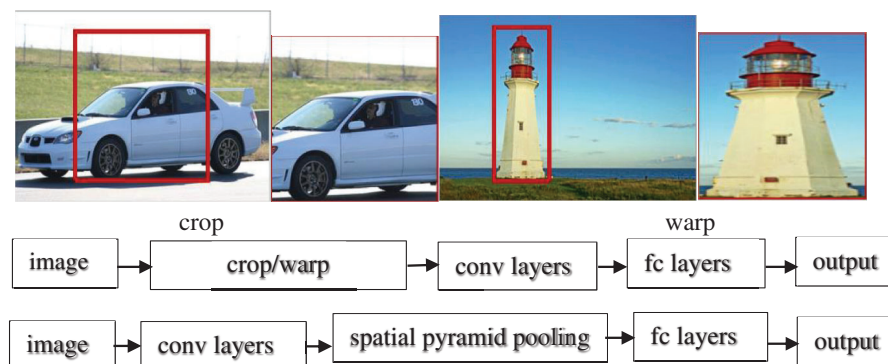 crop warp
image crop/warp conv layers fc layers output
image conv layers spatial pyramid pooling fc layers output